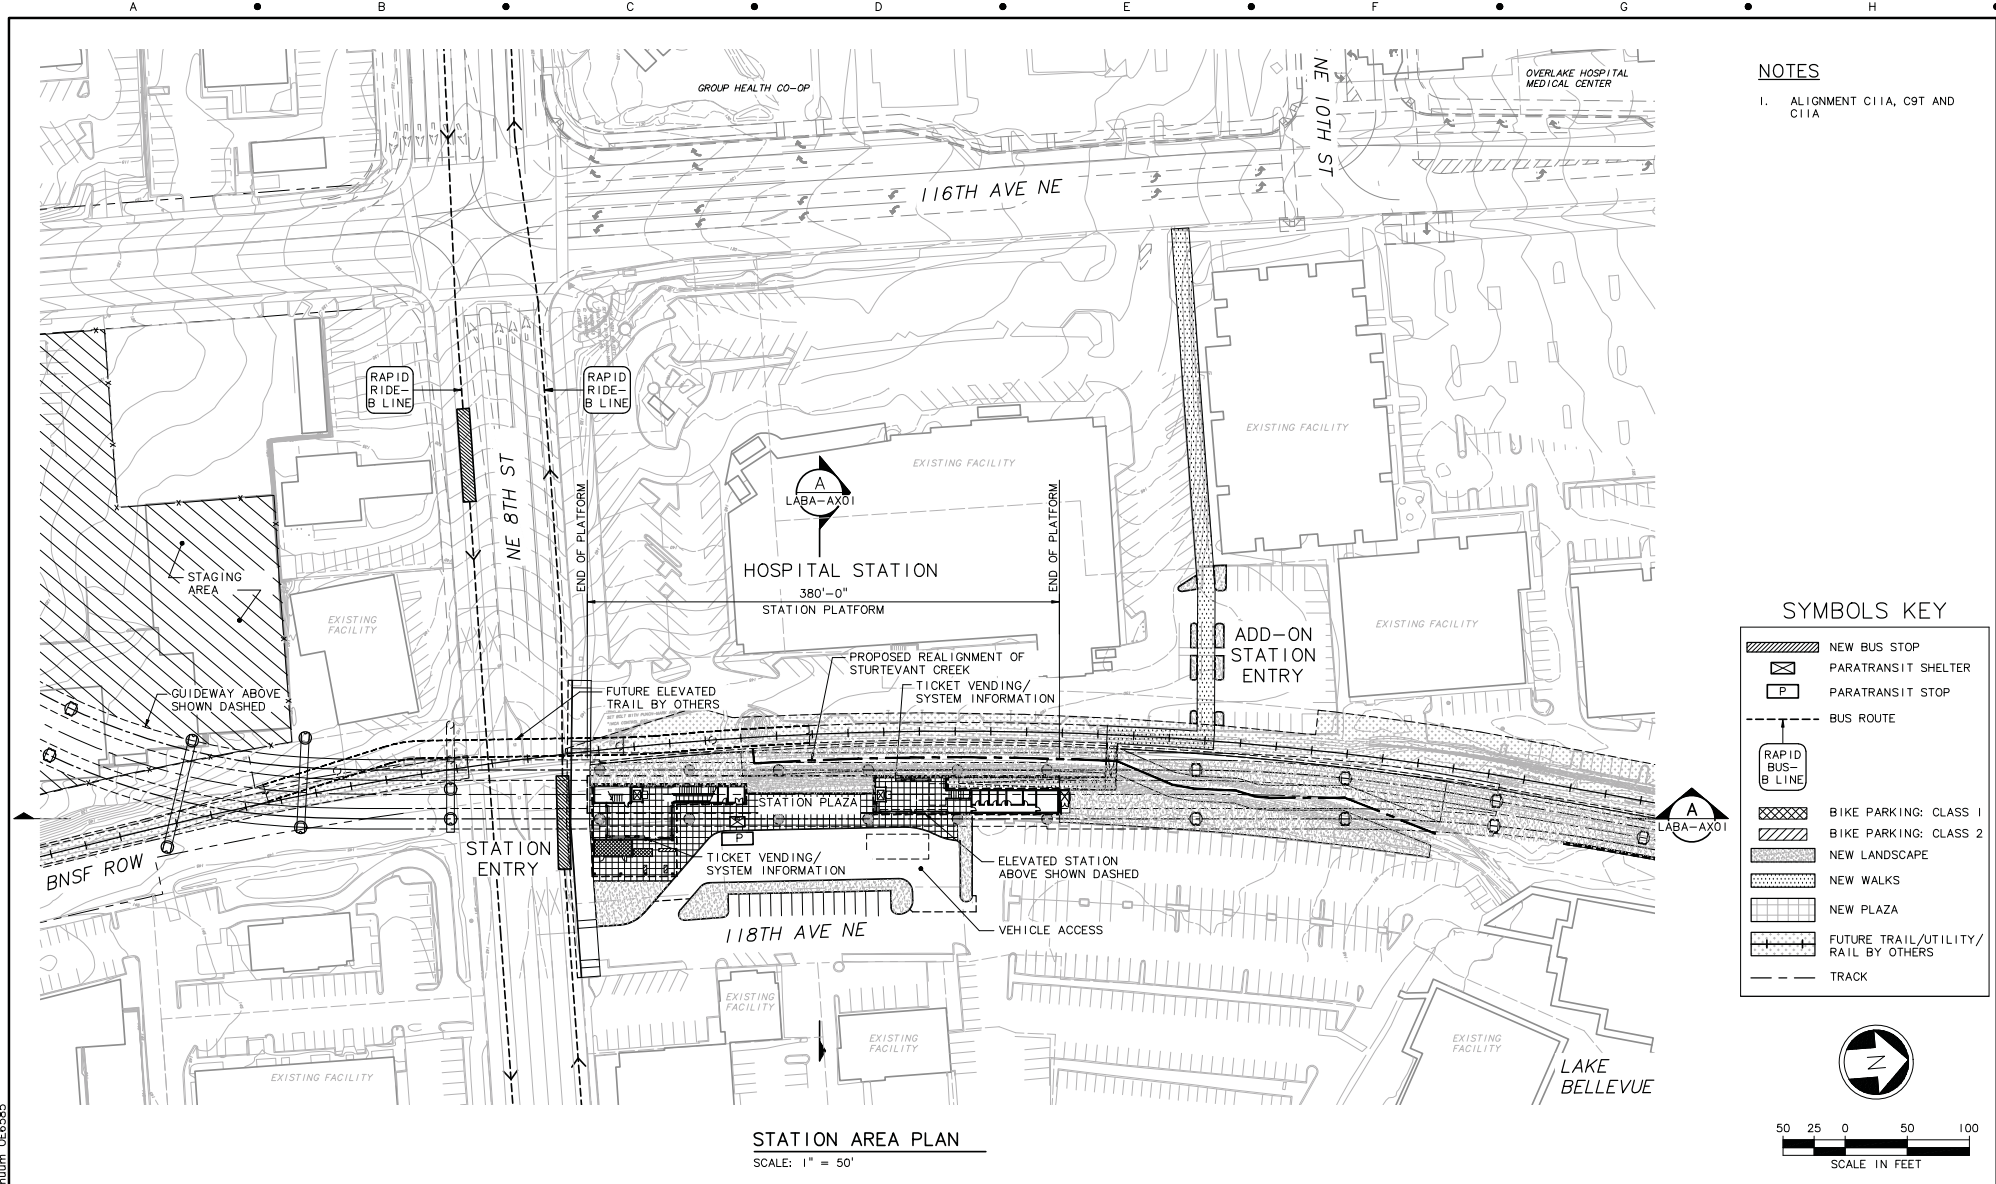 A B C D E F G H
GROUP HEALTH CO-OP
NE 10TH ST
OVERLAKE HOSPITAL
MEDICAL CENTER
NOTES
1. ALIGNMENT C11A, C9T AND
C11A
116TH AVE NE
RAPID
RIDE-
B LINE
RAPID
RIDE-
B LINE
NE 8TH ST
END OF PLATFORM
EXISTING FACILITY
A
LABA-AX01
END OF PLATFORM
EXISTING FACILITY
HOSPITAL STATION
380'-0"
STATION PLATFORM
STAGING
AREA
EXISTING
FACILITY
EXISTING FACILITY
ADD-ON
STATION
ENTRY
PROPOSED REALIGNMENT OF
STURTEVANT CREEK
TICKET VENDING/
SYSTEM INFORMATION
FUTURE ELEVATED
TRAIL BY OTHERS
GUIDEWAY ABOVE
SHOWN DASHED
STATION PLAZA
P
A
LABA-AX01
STATION
ENTRY
BNSF ROW
TICKET VENDING/
SYSTEM INFORMATION
ELEVATED STATION
ABOVE SHOWN DASHED
VEHICLE ACCESS
118TH AVE NE
EXISTING
FACILITY
EXISTING
FACILITY
EXISTING
FACILITY
EXISTING FACILITY
LAKE
BELLEVUE
SYMBOLS KEY
NEW BUS STOP
PARATRANSIT SHELTER
P PARATRANSIT STOP
BUS ROUTE
RAPID
BUS-
B LINE
BIKE PARKING: CLASS 1
BIKE PARKING: CLASS 2
NEW LANDSCAPE
NEW WALKS
NEW PLAZA
FUTURE TRAIL/UTILITY/
RAIL BY OTHERS
TRACK
N
50 25 0 50 100
SCALE IN FEET
STATION AREA PLAN
SCALE: 1" = 50'